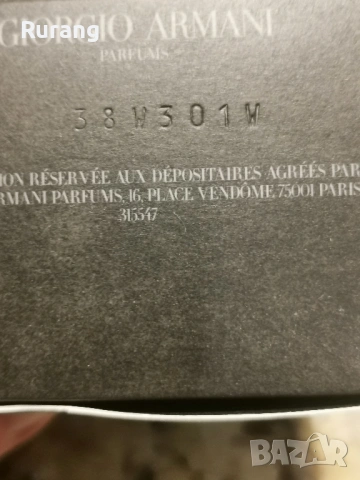 Rurang
GIORGIO ARMANI
PARFUMS
38W301W
ION RÉSERVÉE AUX DÉPOSITAIRES AGRÉÉS PAR
RMANI PARFUMS, 16, PLACE VENDÔME 75001 PARIS
315547
BAZAR